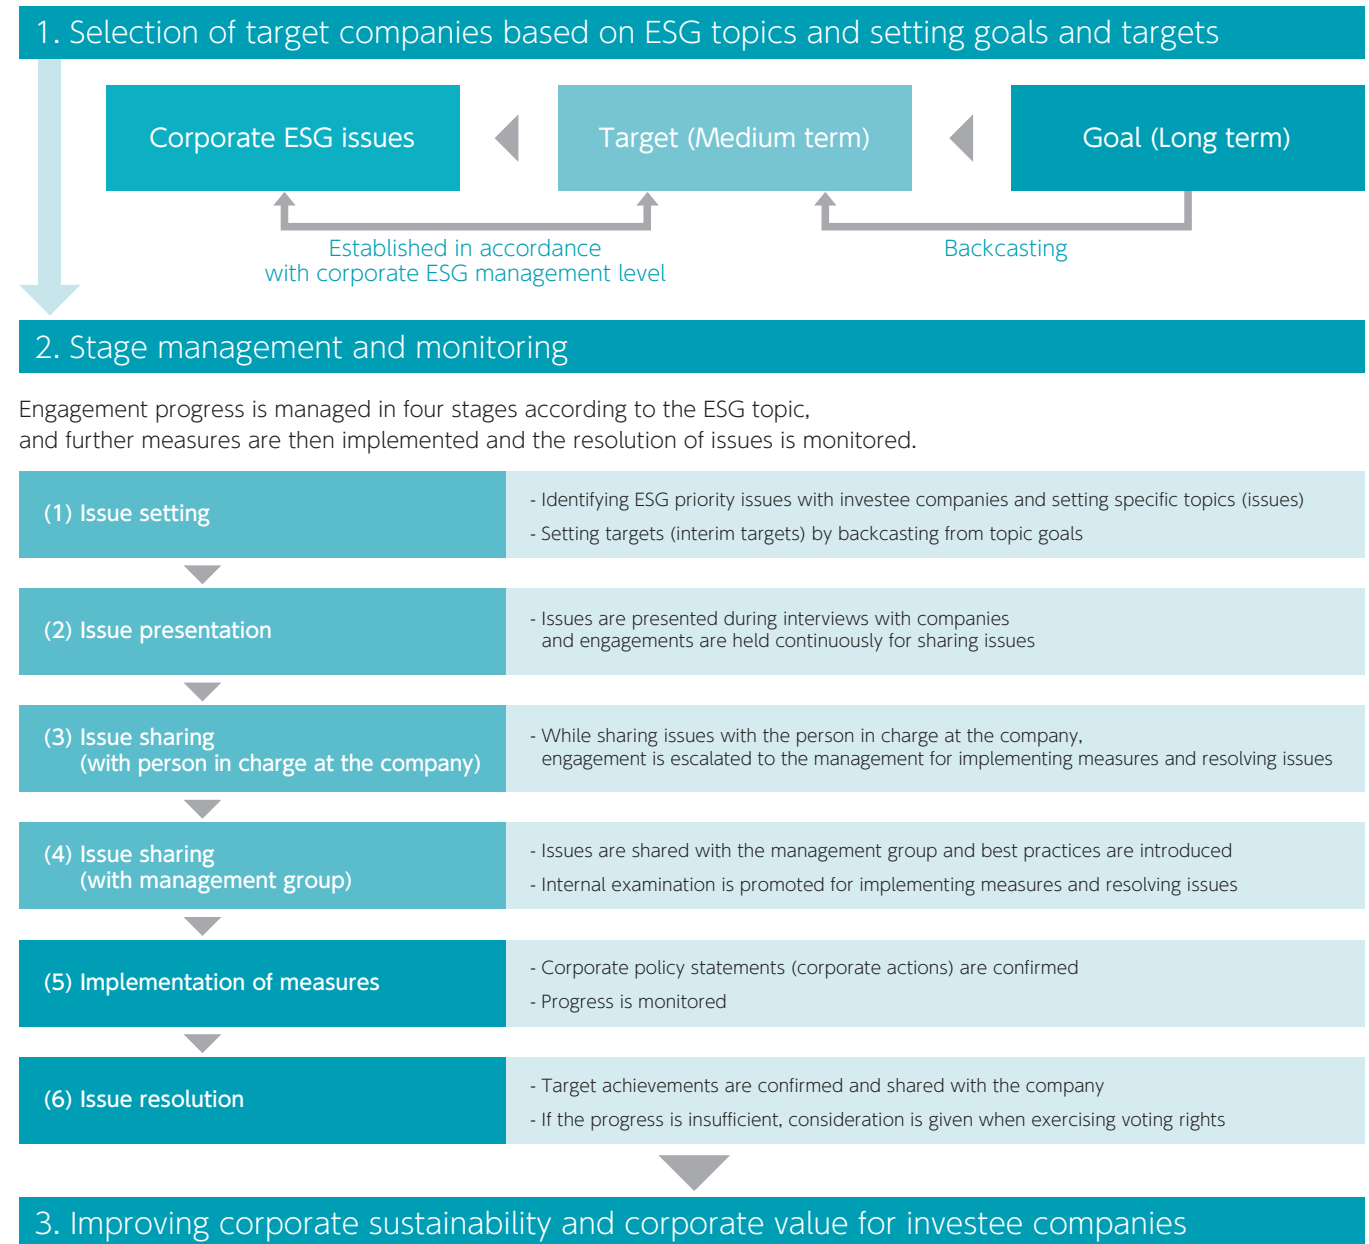 1. Selection of target companies based on ESG topics and setting goals and targets
Corporate ESG issues
Target (Medium term)
Goal (Long term)
Established in accordance
with corporate ESG management level
Backcasting
2. Stage management and monitoring
Engagement progress is managed in four stages according to the ESG topic,
and further measures are then implemented and the resolution of issues is monitored.
(1) Issue setting
- Identifying ESG priority issues with investee companies and setting specific topics (issues)
- Setting targets (interim targets) by backcasting from topic goals
(2) Issue presentation
- Issues are presented during interviews with companies
and engagements are held continuously for sharing issues
(3) Issue sharing
(with person in charge at the company)
- While sharing issues with the person in charge at the company,
engagement is escalated to the management for implementing measures and resolving issues
(4) Issue sharing
(with management group)
- Issues are shared with the management group and best practices are introduced
- Internal examination is promoted for implementing measures and resolving issues
(5) Implementation of measures
- Corporate policy statements (corporate actions) are confirmed
- Progress is monitored
(6) Issue resolution
- Target achievements are confirmed and shared with the company
- If the progress is insufficient, consideration is given when exercising voting rights
3. Improving corporate sustainability and corporate value for investee companies